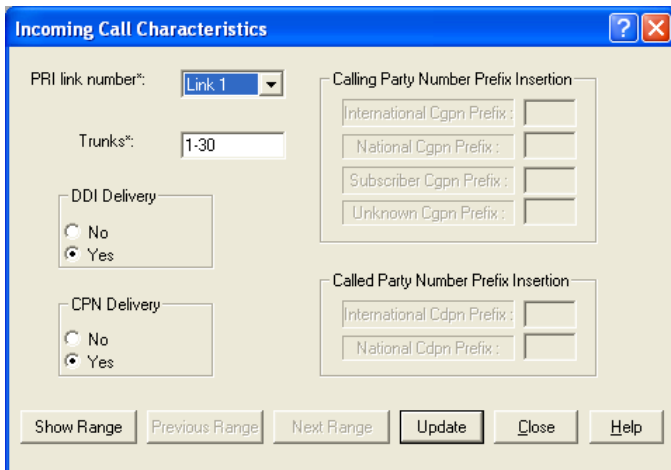 Incoming Call Characteristics
PRI link number*:
Link 1
Trunks*:
1-30
DDI Delivery
No
Yes
CPN Delivery
No
Yes
Calling Party Number Prefix Insertion
International Cgpn Prefix :
National Cgpn Prefix :
Subscriber Cgpn Prefix :
Unknown Cgpn Prefix :
Called Party Number Prefix Insertion
International Cdpn Prefix :
National Cdpn Prefix :
Show Range
Previous Range
Next Range
Update
Close
Help